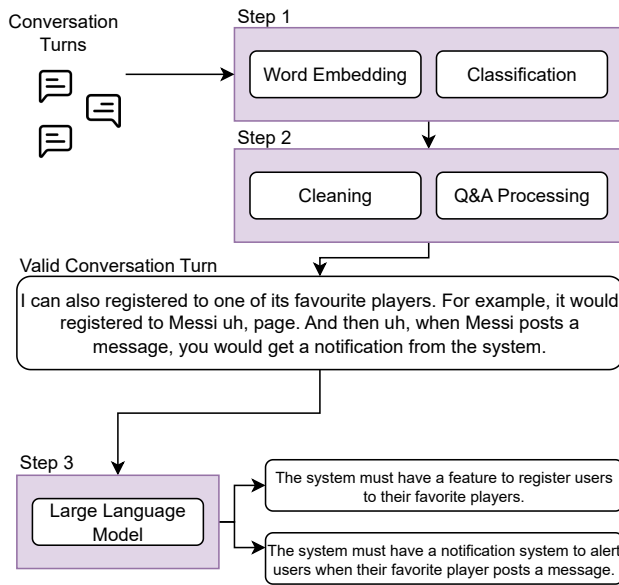 Conversation
Turns
Step 1
Word Embedding
Classification
Step 2
Cleaning
Q&A Processing
Valid Conversation Turn
I can also registered to one of its favourite players. For example, it would
registered to Messi uh, page. And then uh, when Messi posts a
message, you would get a notification from the system.
Step 3
Large Language
Model
The system must have a feature to register users
to their favorite players.
The system must have a notification system to alert
users when their favorite player posts a message.